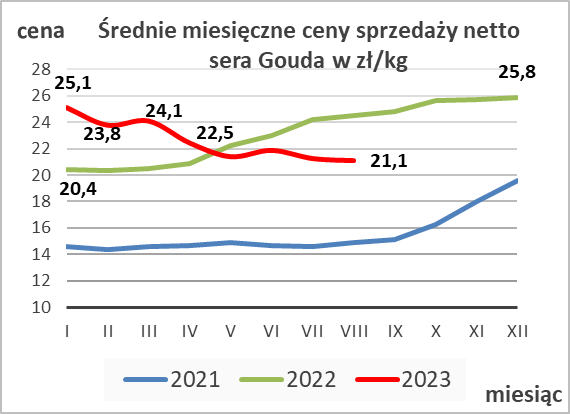 cena
Średnie miesięczne ceny sprzedaży netto
sera Gouda w zł/kg
28
26
24
22
20
18
16
14
12
10
25,1
23,8
24,1
22,5
21,1
20,4
25,8
I II III IV V VI VII VIII IX X XI XII
2021 2022 2023
miesiąc